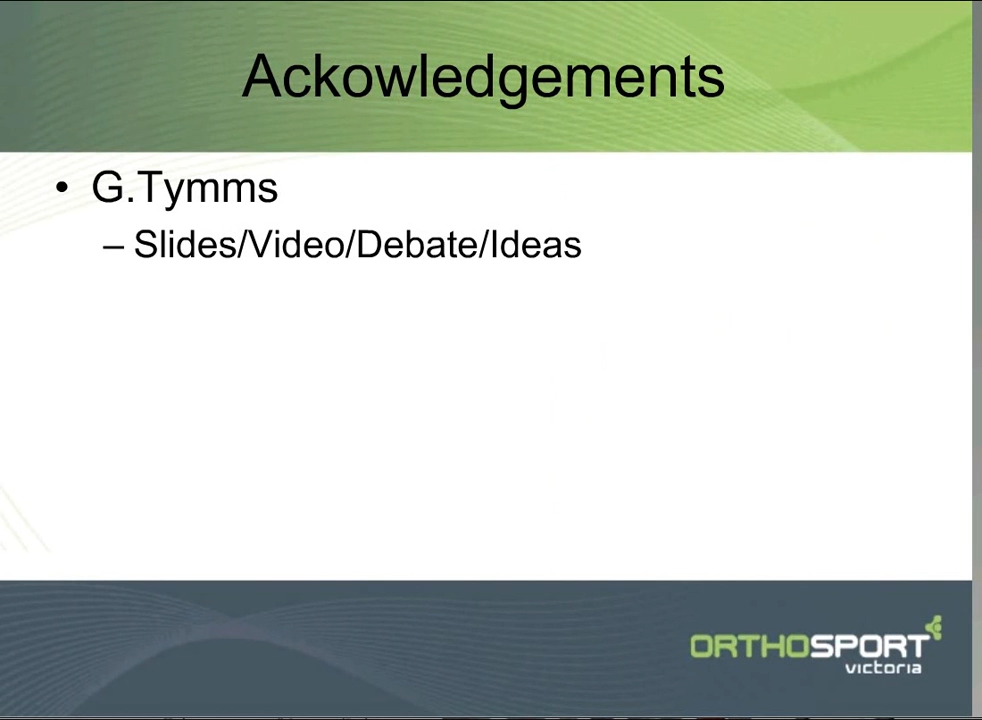 Ackowledgements
• G.Tymms
– Slides/Video/Debate/Ideas
ORTHOSPORT
victoria